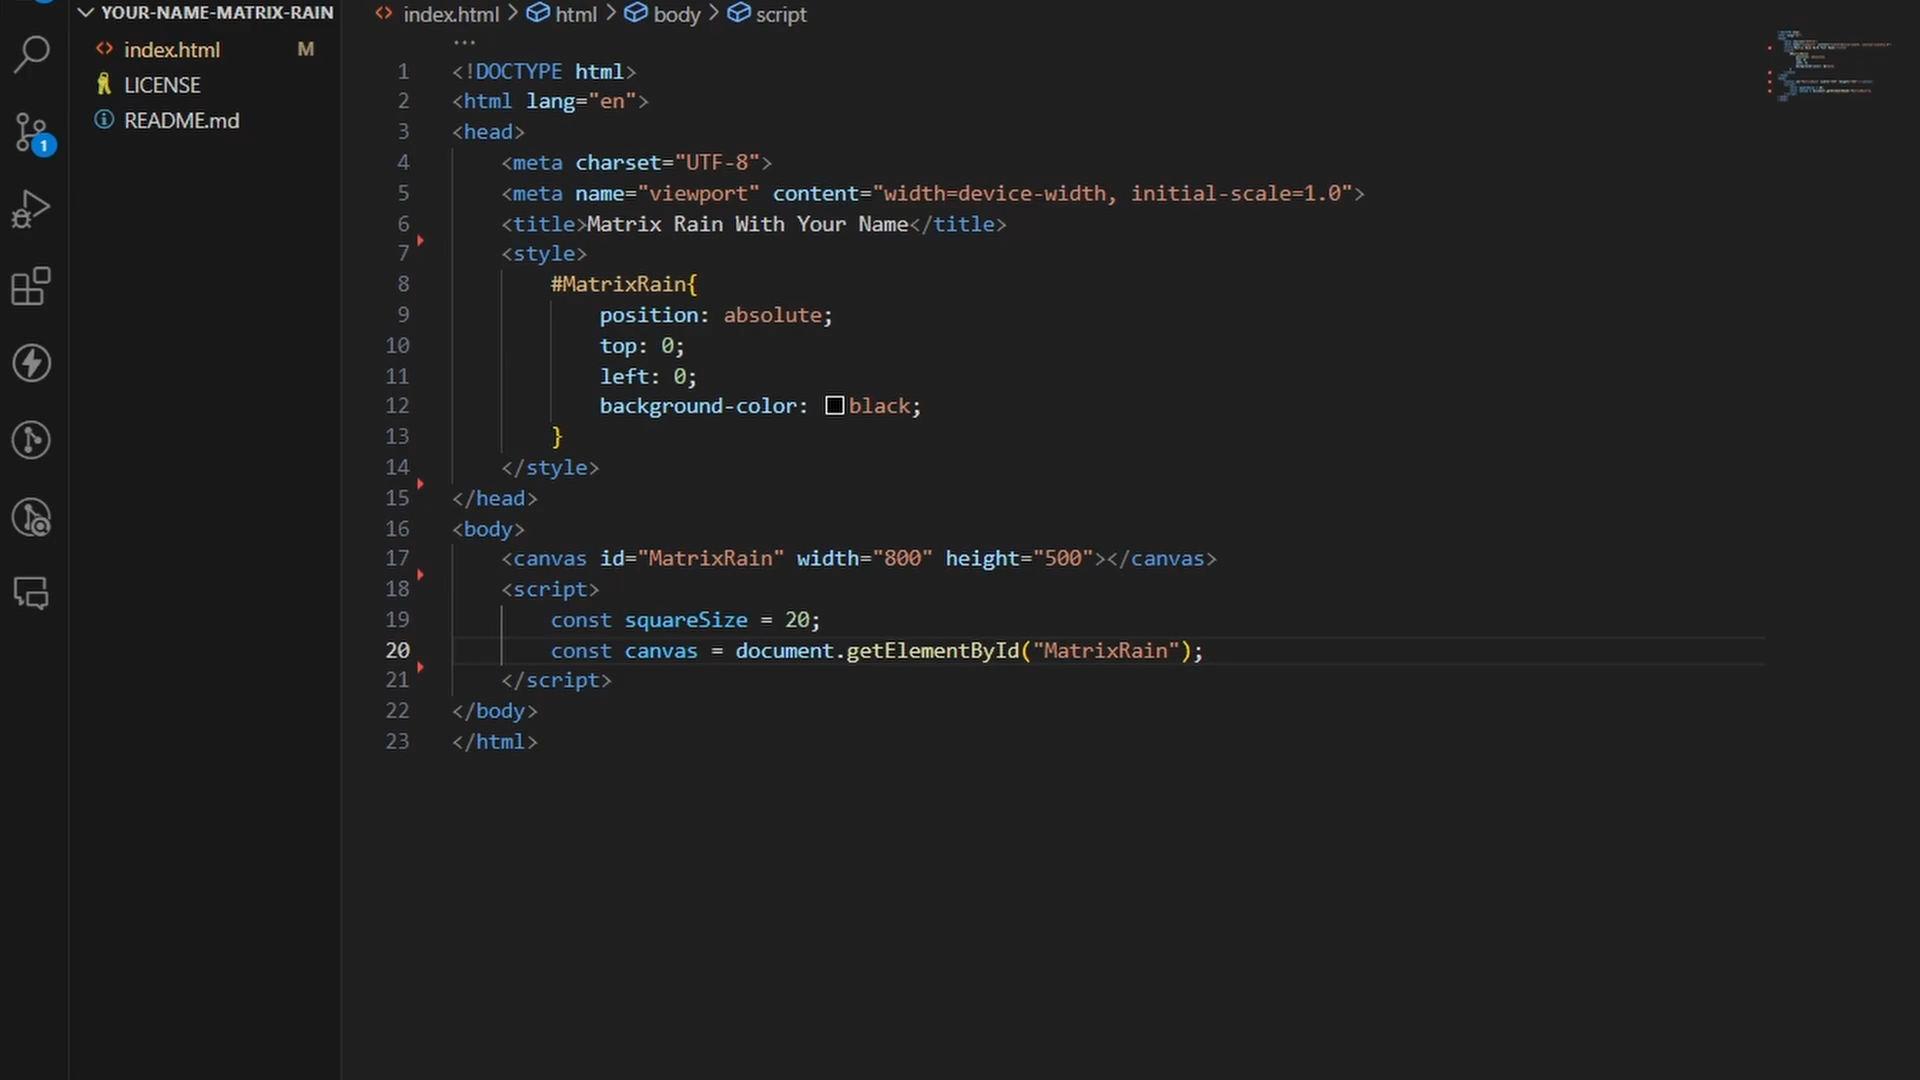 YOUR-NAME-MATRIX-RAIN
index.html M
LICENSE
README.md
1
index.html > html > body > script
...
1 <!DOCTYPE html>
2 <html lang="en">
3 <head>
4 <meta charset="UTF-8">
5 <meta name="viewport" content="width=device-width, initial-scale=1.0">
6 <title>Matrix Rain With Your Name</title>
7 <style>
8 #MatrixRain{
9 position: absolute;
10 top: 0;
11 left: 0;
12 background-color: black;
13 }
14 </style>
15 </head>
16 <body>
17 <canvas id="MatrixRain" width="800" height="500"></canvas>
18 <script>
19 const squareSize = 20;
20 const canvas = document.getElementById("MatrixRain");
21 </script>
22 </body>
23 </html>